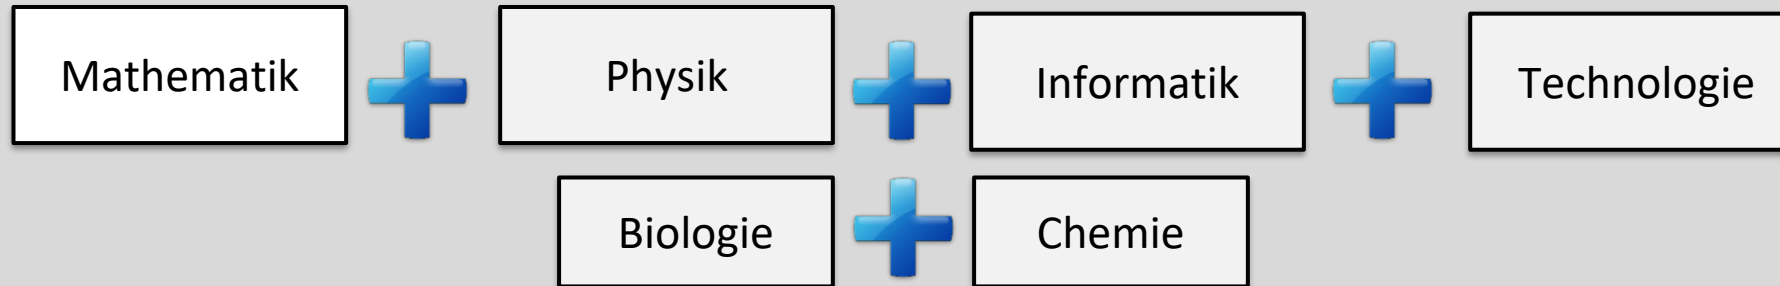 Mathematik Physik Informatik Technologie
Biologie Chemie